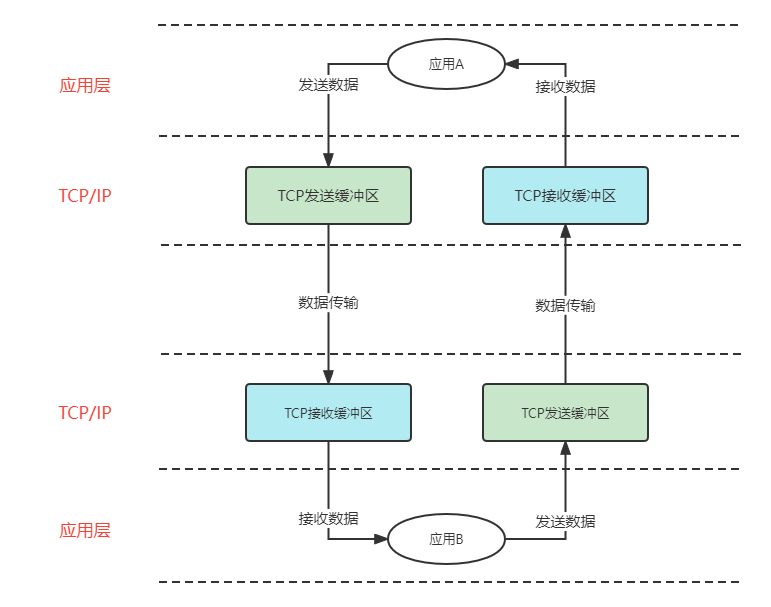 应用A
应用层
发送数据
接收数据
TCP/IP
TCP发送缓冲区
TCP接收缓冲区
数据传输
数据传输
TCP/IP
TCP接收缓冲区
TCP发送缓冲区
接收数据
发送数据
应用层
应用B